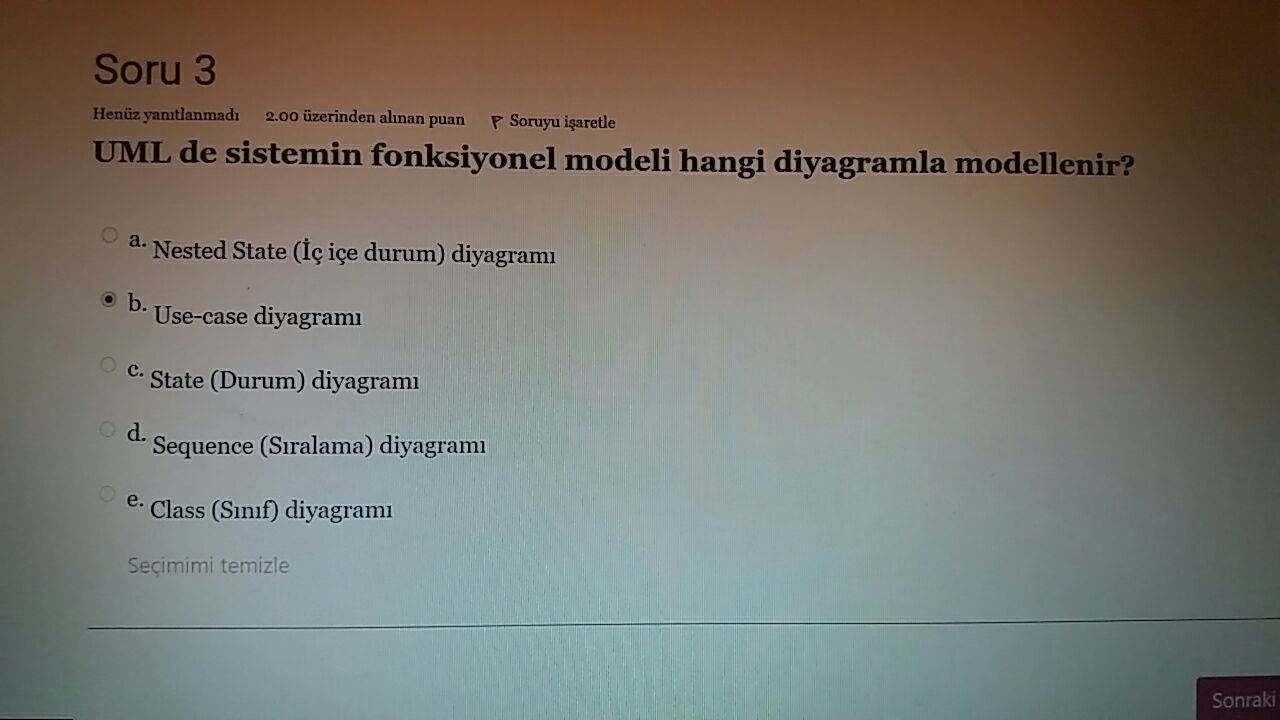 Soru 3
Henüz yanıtlanmadı 2.00 üzerinden alınan puan Soruyu işaretle
UML de sistemin fonksiyonel modeli hangi diyagramla modellenir?
a. Nested State (İç içe durum) diyagramı
b. Use-case diyagramı
c. State (Durum) diyagramı
d. Sequence (Sıralama) diyagramı
e. Class (Sınıf) diyagramı
Seçimimi temizle
Sonraki